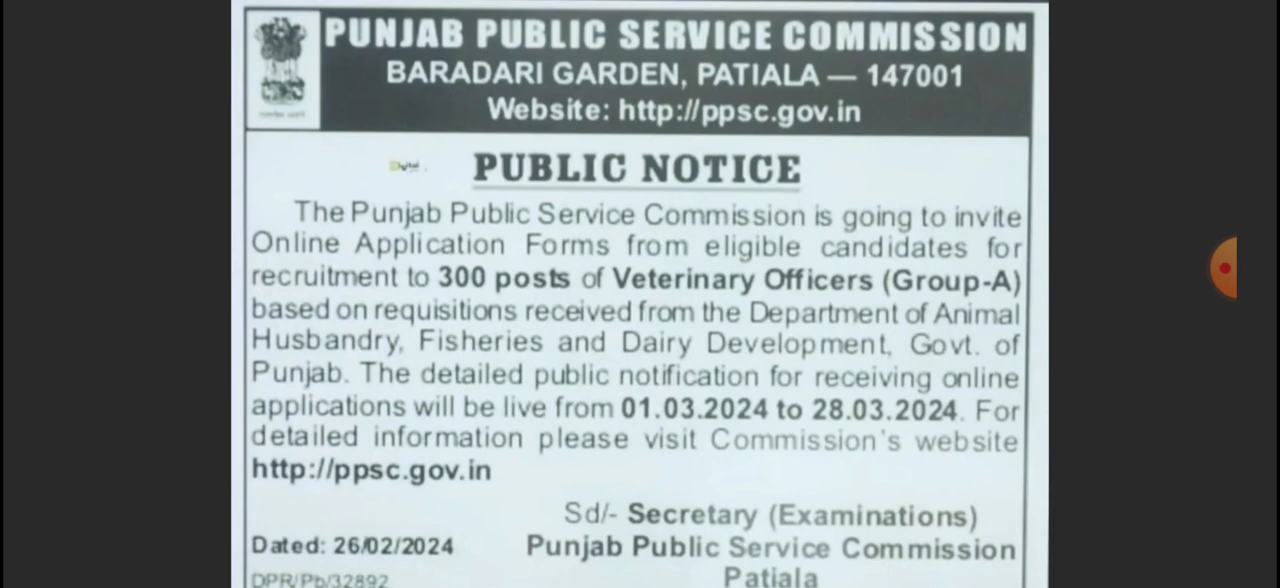 PUNJAB PUBLIC SERVICE COMMISSION
BARADARI GARDEN, PATIALA — 147001
Website: http://ppsc.gov.in
PUBLIC NOTICE
The Punjab Public Service Commission is going to invite
Online Application Forms from eligible candidates for
recruitment to 300 posts of Veterinary Officers (Group-A)
based on requisitions received from the Department of Animal
Husbandry, Fisheries and Dairy Development, Govt. of
Punjab. The detailed public notification for receiving online
applications will be live from 01.03.2024 to 28.03.2024. For
detailed information please visit Commission's website
http://ppsc.gov.in
Sd/- Secretary (Examinations)
Dated: 26/02/2024 Punjab Public Service Commission
DPR/Pb/32892 Patiala